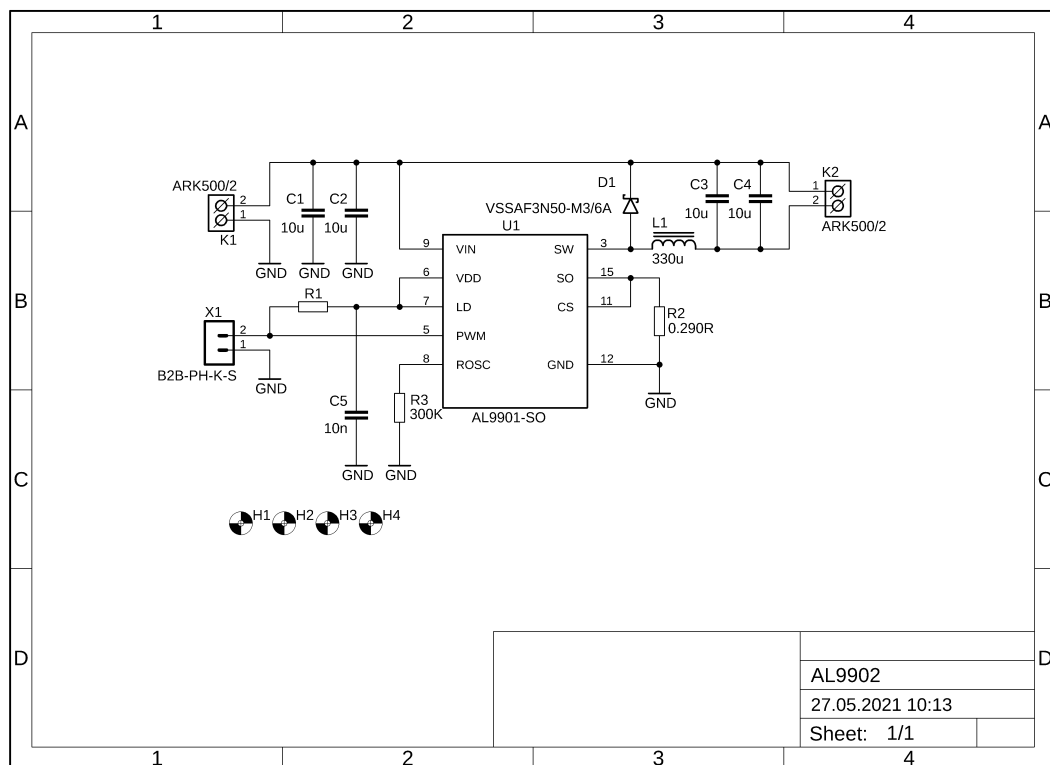 1 2 3 4
A A
ARK500/2
2
1
K1
C1
10u
C2
10u
GND GND GND
D1
VSSAF3N50-M3/6A
U1
C3
10u
C4
10u
K2
1
2
ARK500/2
L1
330u
9 VIN SW 3
6 VDD SO 15
7 LD CS 11
5 PWM
8 ROSC GND 12
AL9901-SO
B B
R1
X1
2
1
B2B-PH-K-S
GND
R2
0.290R
GND
C5
10n
R3
300K
GND GND
C C
H1 H2 H3 H4
D D
AL9902
27.05.2021 10:13
Sheet: 1/1
1 2 3 4